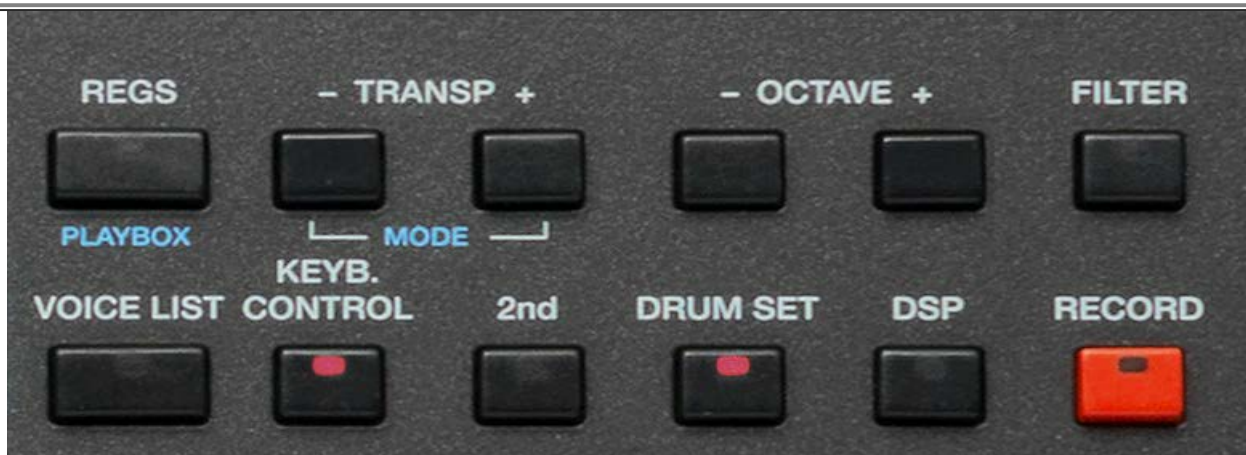 REGS
- TRANSP +
- OCTAVE +
FILTER
PLAYBOX
MODE
VOICE LIST
KEYB.
CONTROL
2nd
DRUM SET
DSP
RECORD